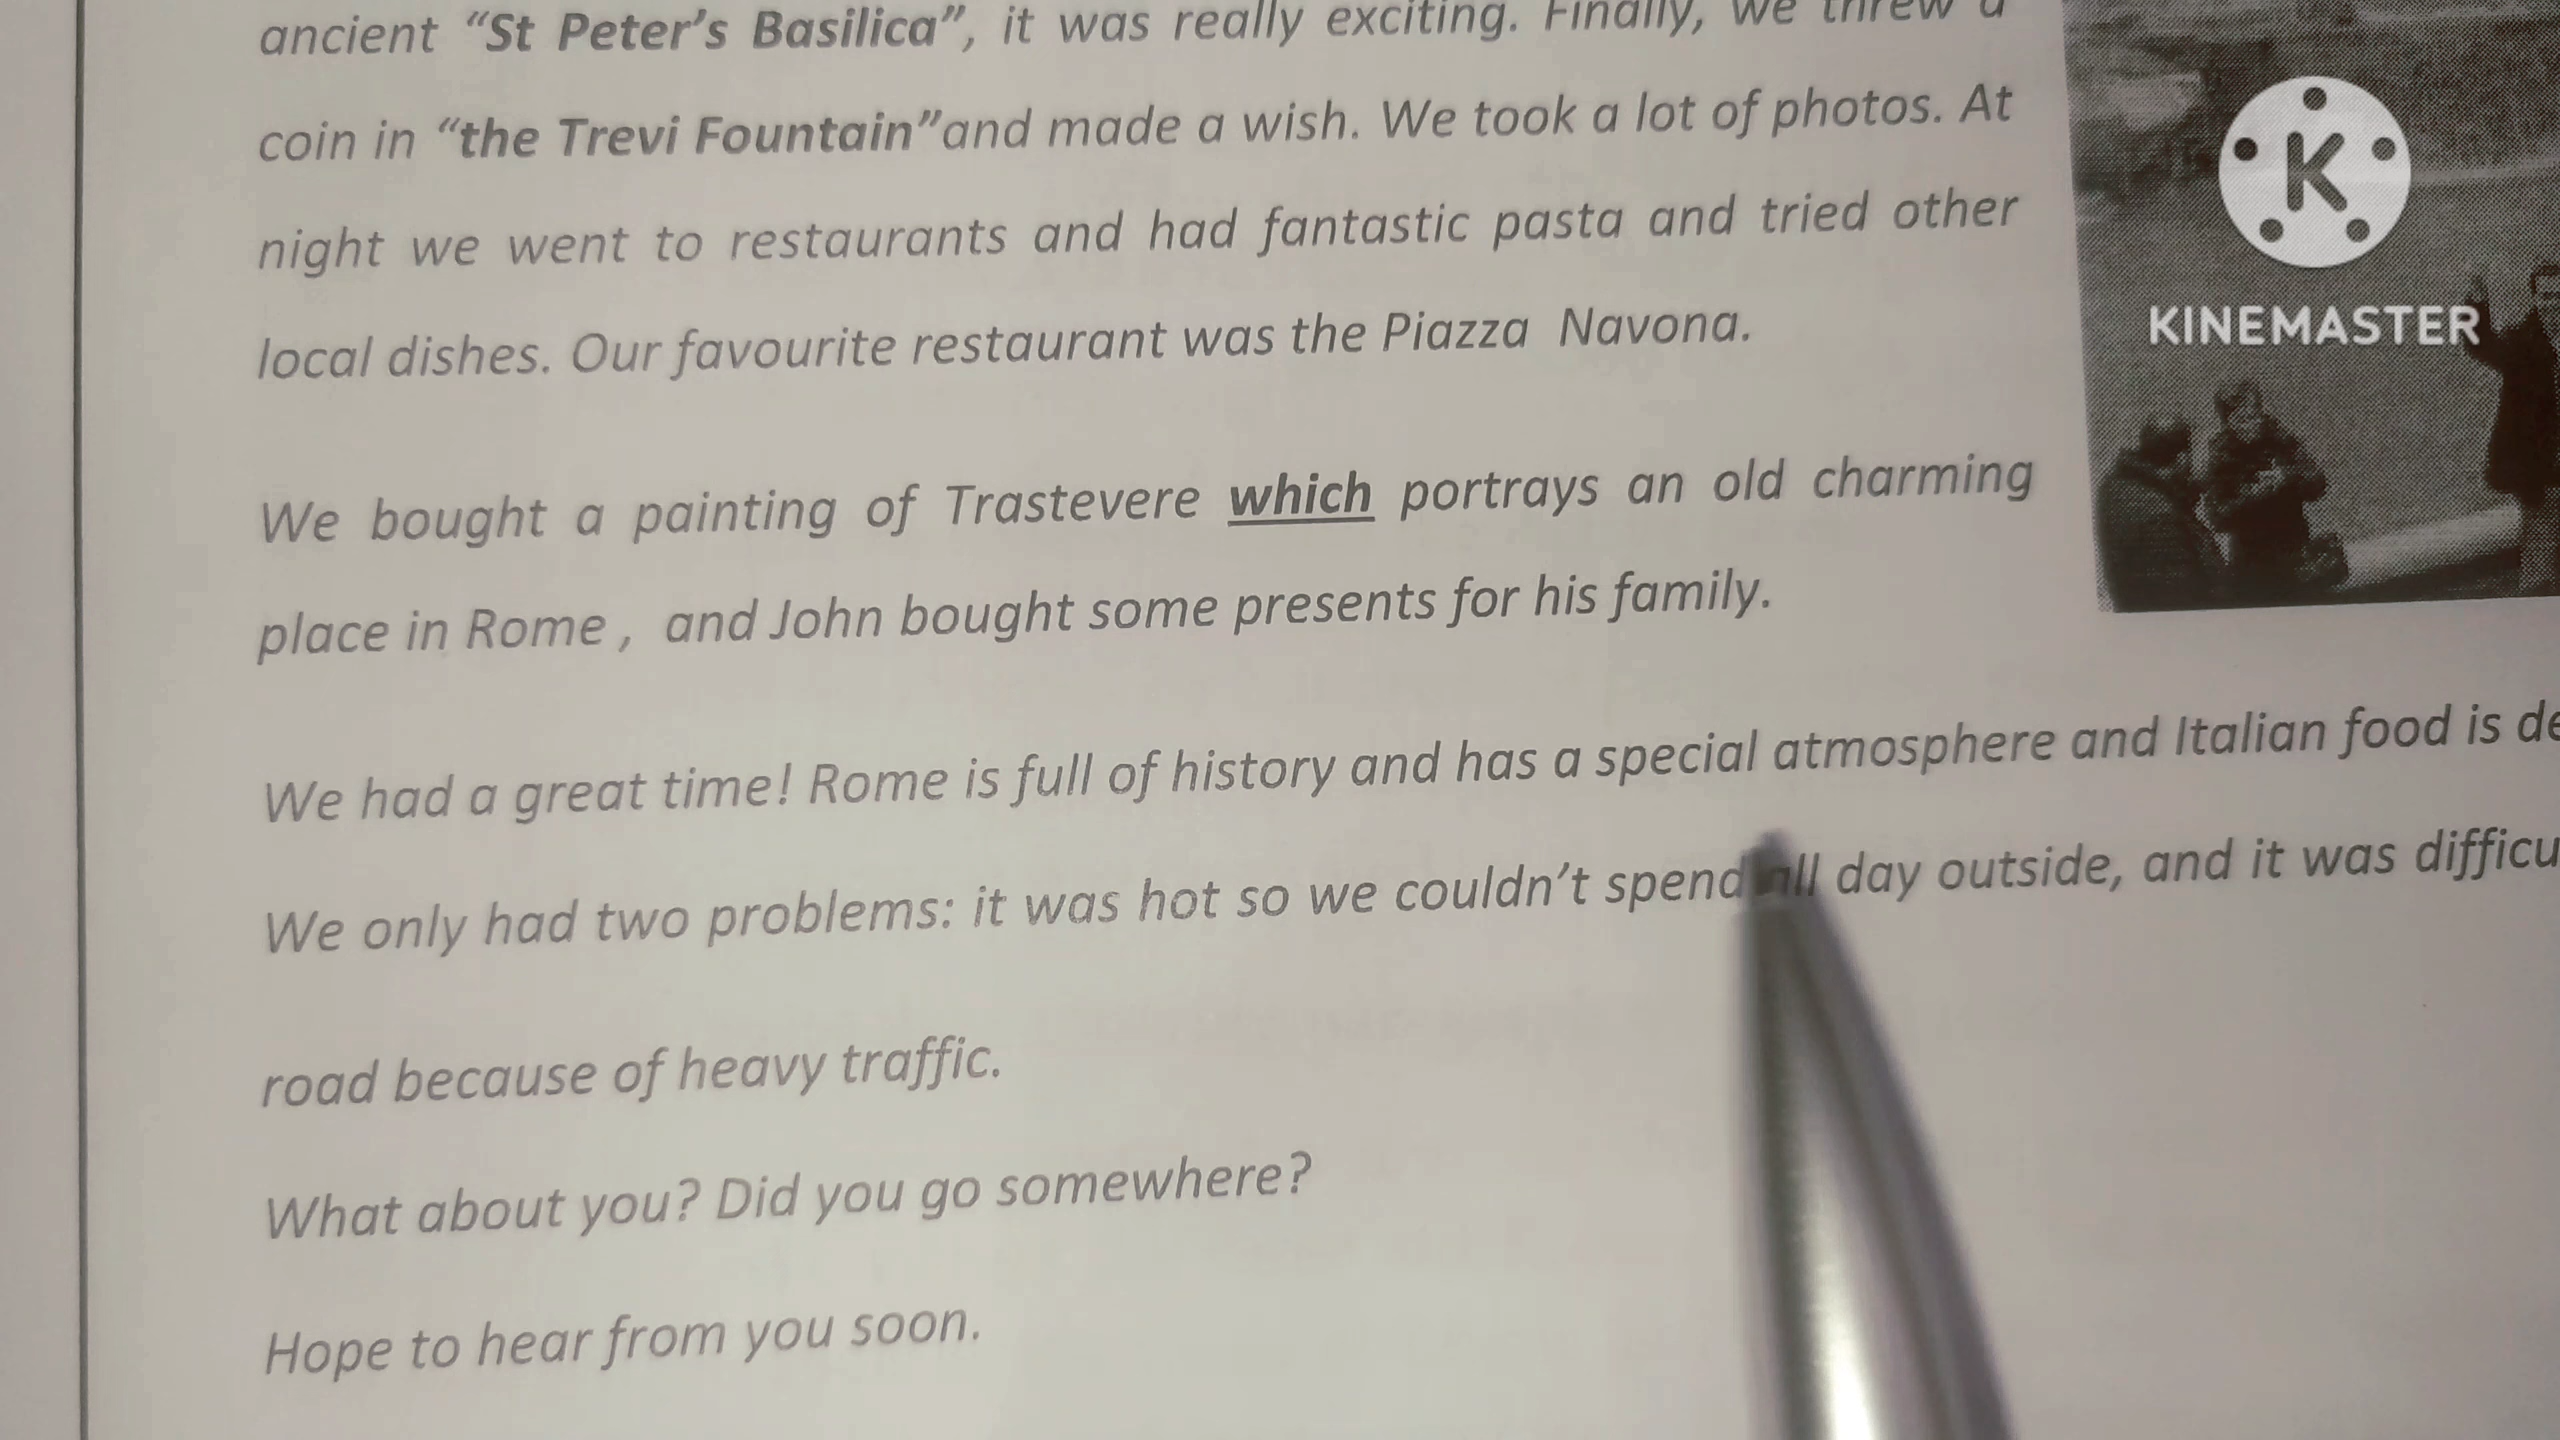 ancient “St Peter’s Basilica”, it was really exciting. Finally, we threw a
coin in “the Trevi Fountain”and made a wish. We took a lot of photos. At
night we went to restaurants and had fantastic pasta and tried other
local dishes. Our favourite restaurant was the Piazza Navona.
We bought a painting of Trastevere which portrays an old charming
place in Rome , and John bought some presents for his family.
We had a great time! Rome is full of history and has a special atmosphere and Italian food is
We only had two problems: it was hot so we couldn’t spend all day outside, and it was
road because of heavy traffic.
What about you? Did you go somewhere?
Hope to hear from you soon.
K
KINEMASTER